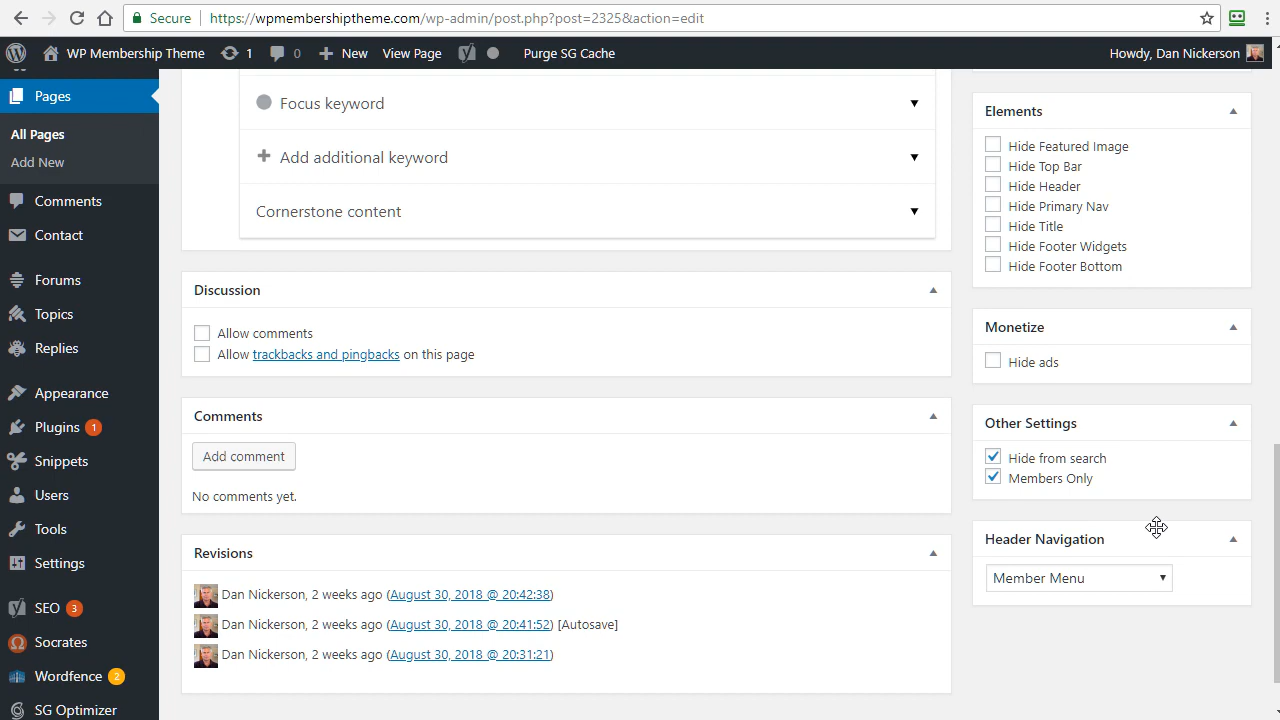 Secure
https://wpmembershiptheme.com/wp-admin/post.php?post=2325&action=edit
WP Membership Theme
1
0
New
View Page
Purge SG Cache
Howdy, Dan Nickerson
Pages
All Pages
Add New
Comments
Contact
Forums
Topics
Replies
Appearance
Plugins 1
Snippets
Users
Tools
Settings
SEO 3
Socrates
Wordfence 2
SG Optimizer
Focus keyword
Add additional keyword
Cornerstone content
Discussion
Allow comments
Allow trackbacks and pingbacks on this page
Comments
Add comment
No comments yet.
Revisions
Dan Nickerson, 2 weeks ago (August 30, 2018 @ 20:42:38)
Dan Nickerson, 2 weeks ago (August 30, 2018 @ 20:41:52) [Autosave]
Dan Nickerson, 2 weeks ago (August 30, 2018 @ 20:31:21)
Elements
Hide Featured Image
Hide Top Bar
Hide Header
Hide Primary Nav
Hide Title
Hide Footer Widgets
Hide Footer Bottom
Monetize
Hide ads
Other Settings
Hide from search
Members Only
Header Navigation
Member Menu